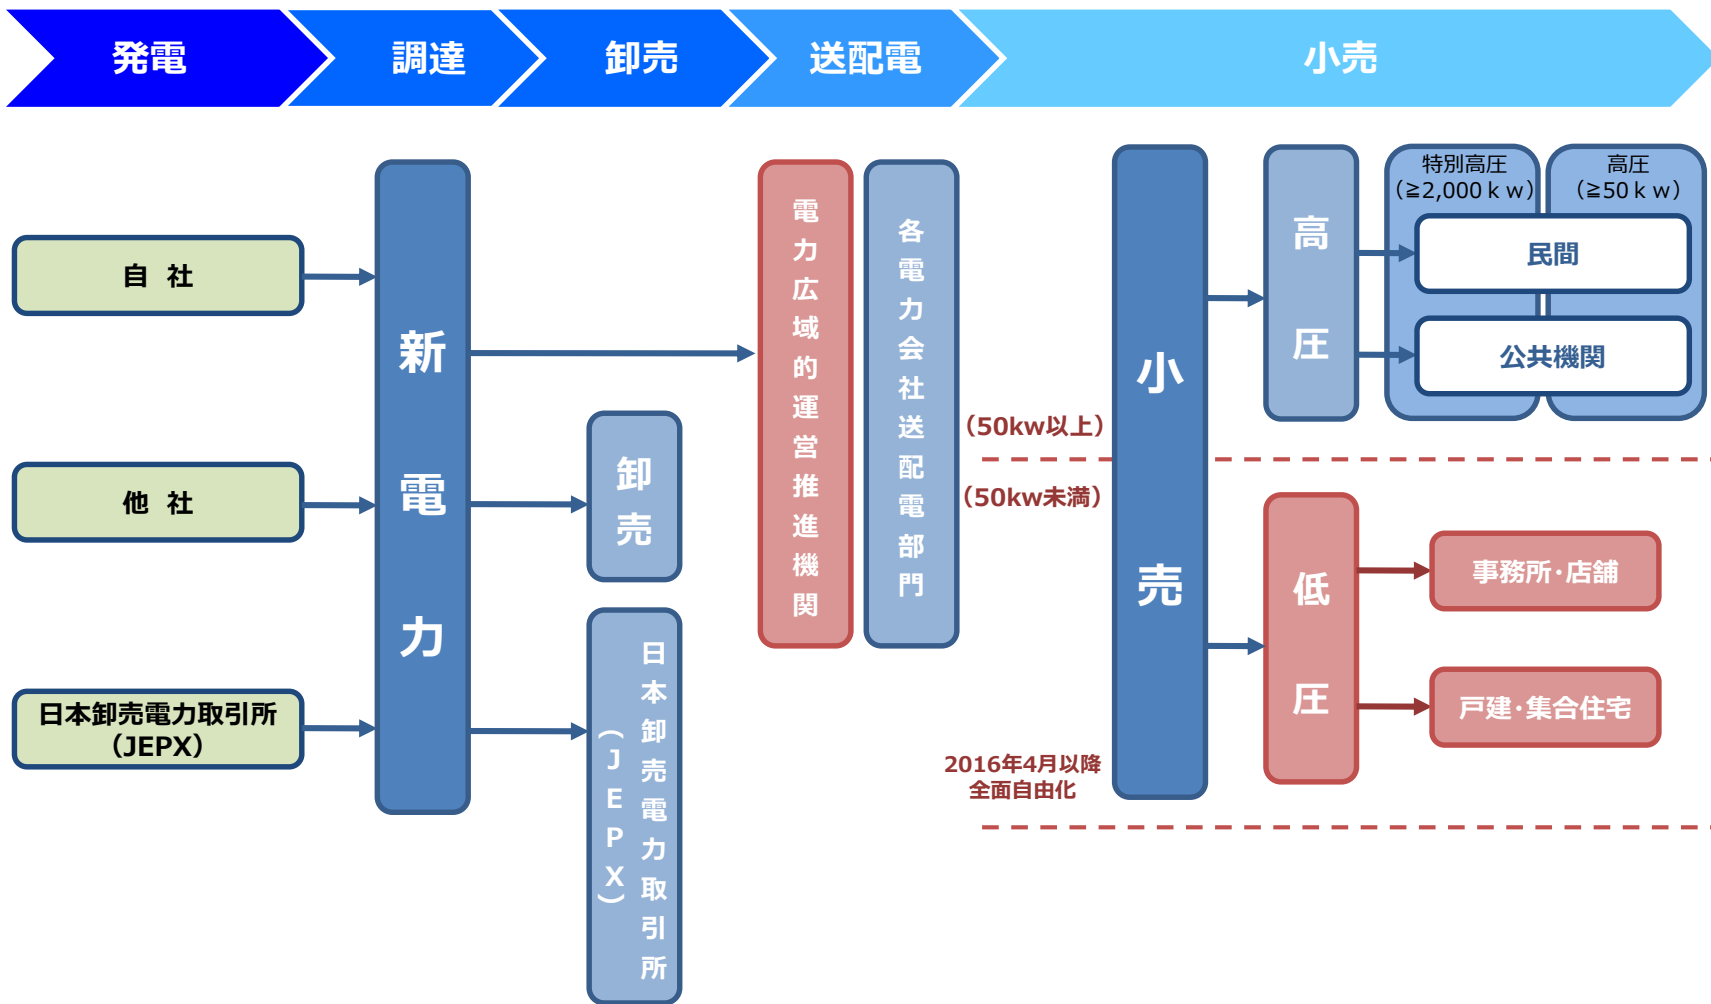 発電
調達
卸売
送配電
小売
自 社
他 社
日本卸売電力取引所
（JEPX）
新電力
卸売
日本卸売電力取引所
（JEPX）
電力広域的運営推進機関
各電力会社送配電部門
（50kw以上）
（50kw未満）
2016年4月以降
全面自由化
小売
高圧
特別高圧
（≧2,000ｋｗ）
高圧
（≧50ｋｗ）
民間
公共機関
低圧
事務所・店舗
戸建・集合住宅